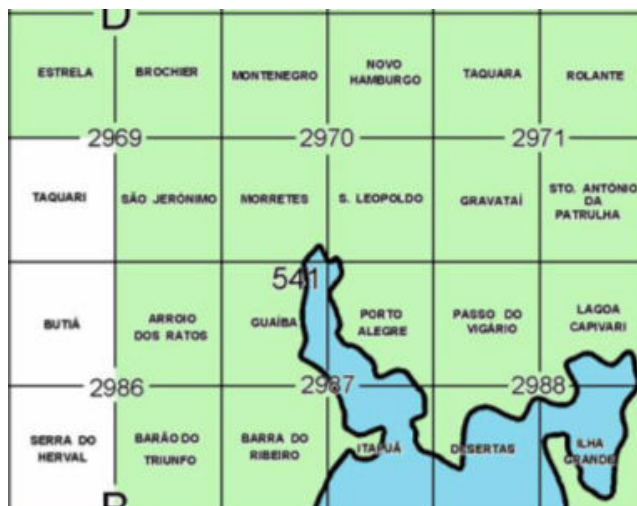 D
ESTRELA
BROCHIER
MONTENEGRO
NOVO
HAMBURGO
TAQUARA
ROLANTE
2969
2970
2971
TAQUARI
SÃO JERÔNIMO
MORRETES
S. LEOPOLDO
GRAVATAÍ
STO. ANTÔNIO
DA
PATRULHA
541
BUTIÁ
ARROIO
DOS RATOS
GUAÍBA
PORTO
ALEGRE
PASSO DO
VIGÁRIO
LAGOA
CAPIVARI
2986
2987
2988
SERRA DO
HERVAL
BARÃO DO
TRIUNFO
BARRA DO
RIBEIRO
ITAPUÃ
DESERTAS
ILHA
GRANDE